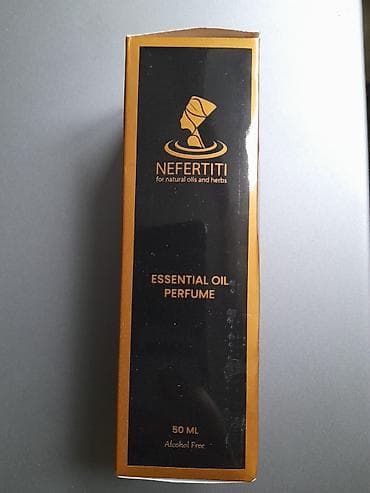 NEFERTITI
for natural oils and herbs
ESSENTIAL OIL
PERFUME
50 ML
Alcohol Free